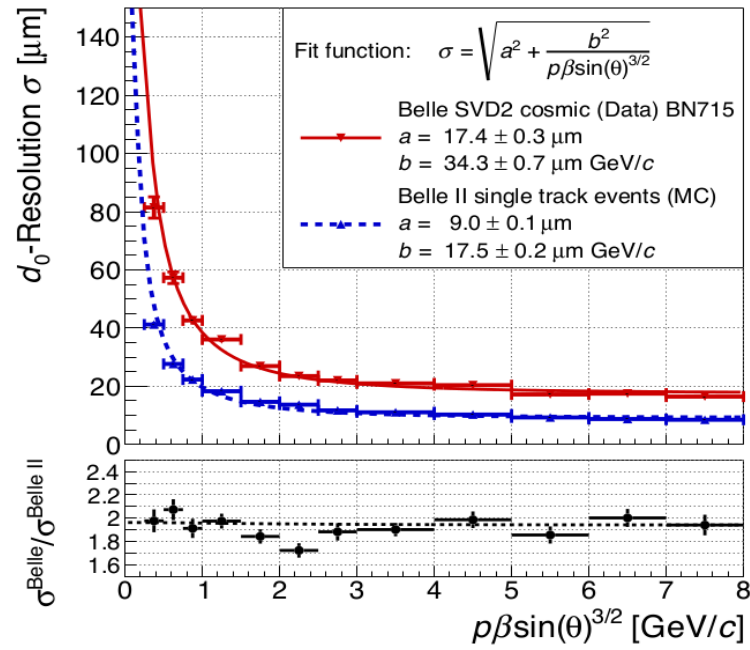 d₀-Resolution σ [μm]
140
120
100
80
60
40
20
0
Fit function: σ = √(a² + b² / pβsin(θ)^3/2)
Belle SVD2 cosmic (Data) BN715
a = 17.4 ± 0.3 μm
b = 34.3 ± 0.7 μm GeV/c
Belle II single track events (MC)
a = 9.0 ± 0.1 μm
b = 17.5 ± 0.2 μm GeV/c
σ^Belle/σ^Belle II
2.4
2.2
2
1.8
1.6
0 1 2 3 4 5 6 7 8
pβsin(θ)^3/2 [GeV/c]